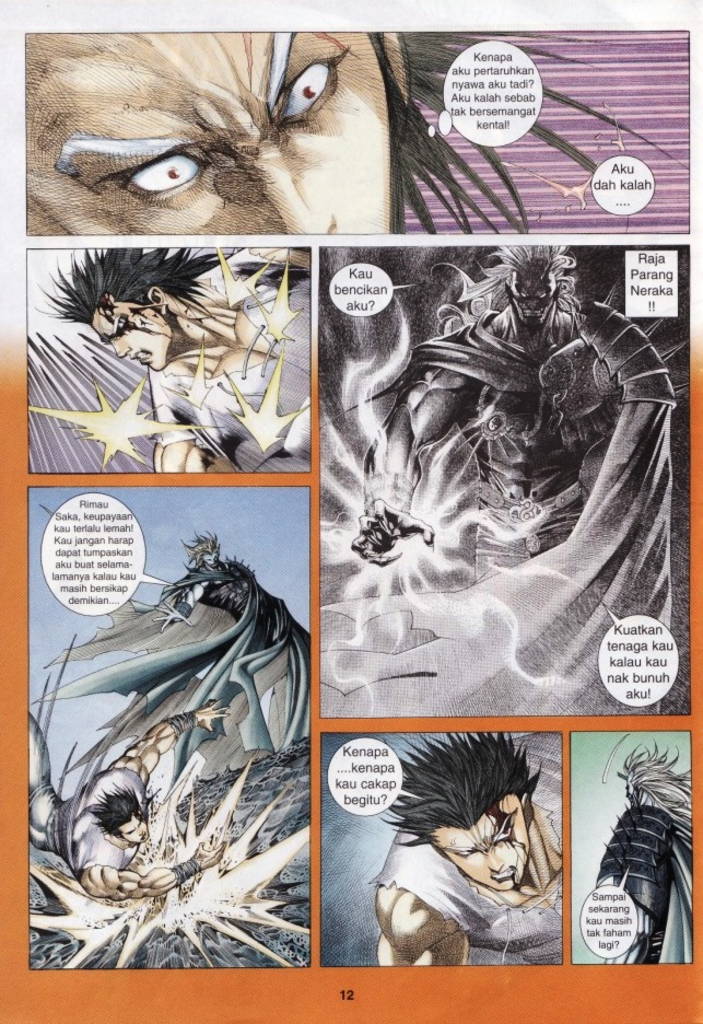 Kenapa
aku pertaruhkan
nyawa aku tadi?
Aku kalah sebab
tak bersemangat
kental!
Aku
dah kalah
....
Kau
bencikan
aku?
Raja
Parang
Neraka
!!
Rimau
Saka, keupayaan
kau terlalu lemah!
Kau jangan harap
dapat tumpaskan
aku buat selama-
lamanya kalau kau
masih bersikap
demikian....
Kuatkan
tenaga kau
kalau kau
nak bunuh
aku!
Kenapa
....kenapa
kau cakap
begitu?
Sampai
sekarang
kau masih
tak faham
lagi?
12